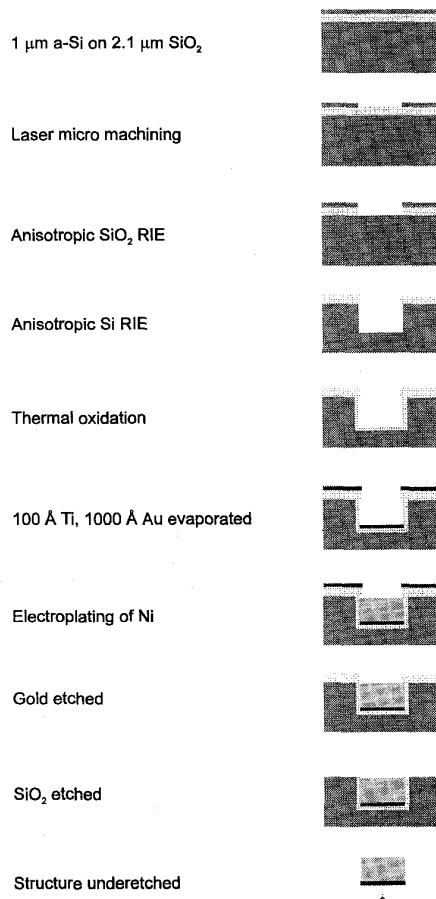 1 μm a-Si on 2.1 μm SiO₂
Laser micro machining
Anisotropic SiO₂ RIE
Anisotropic Si RIE
Thermal oxidation
100 Å Ti, 1000 Å Au evaporated
Electroplating of Ni
Gold etched
SiO₂ etched
Structure underetched